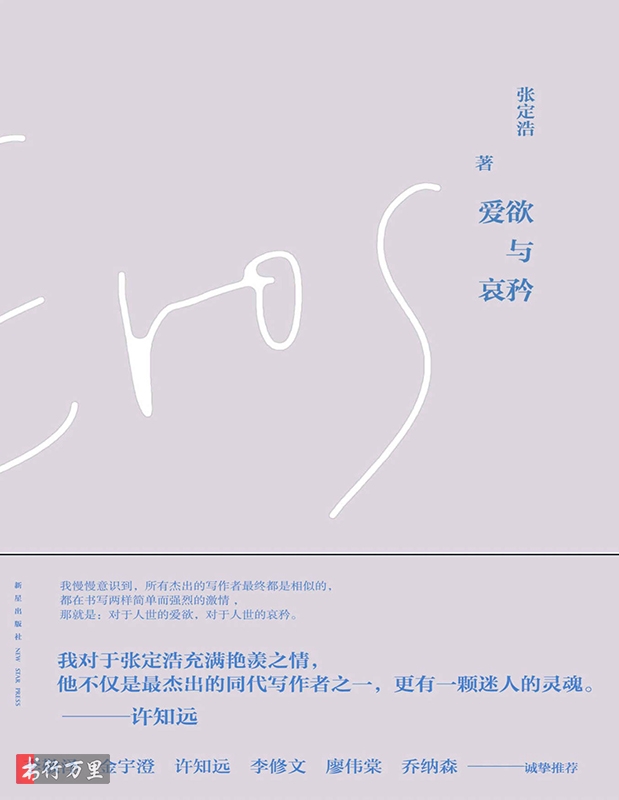 张定浩
著
爱欲
与
哀矜
Eros
新星出版社 NEW STAR PRESS
我慢慢意识到，所有杰出的写作者最终都是相似的，
都在书写两样简单而强烈的激情，
那就是：对于人世的爱欲，对于人世的哀矜。
我对于张定浩充满艳羡之情，
他不仅是最杰出的同代写作者之一，更有一颗迷人的灵魂。
———许知远
金宇澄 许知远 李修文 廖伟棠 乔纳森 ———诚挚推荐
书行万里